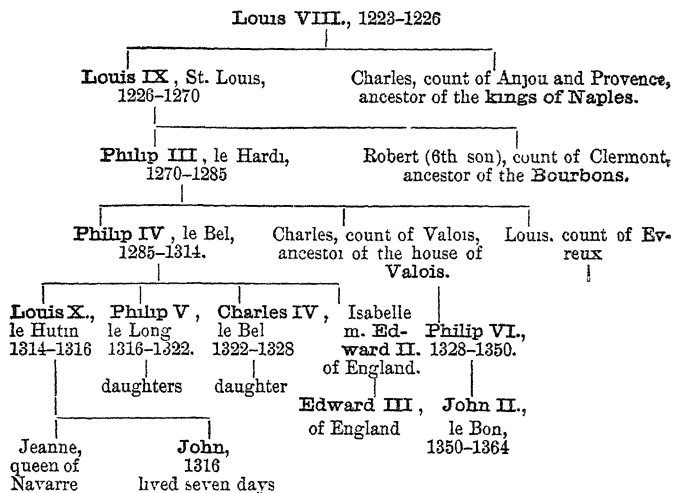 Louis VIII., 1223–1226
Louis IX, St. Louis,
1226–1270
Charles, count of Anjou and Provence,
ancestor of the kings of Naples.
Philip III, le Hardi,
1270–1285
Robert (6th son), count of Clermont,
ancestor of the Bourbons.
Philip IV, le Bel,
1285–1314.
Charles, count of Valois,
ancestor of the house of
Valois.
Louis. count of Ev-
reux
Louis X.,
le Hutin
1314–1316
Philip V,
le Long
1316–1322.
Charles IV,
le Bel
1322–1328
Isabelle
m. Ed-
ward II.
of England.
Philip VI.,
1328–1350.
daughters
daughter
Edward III,
of England
John II.,
le Bon,
1350–1364
Jeanne,
queen of
Navarre
John,
1316
lived seven days